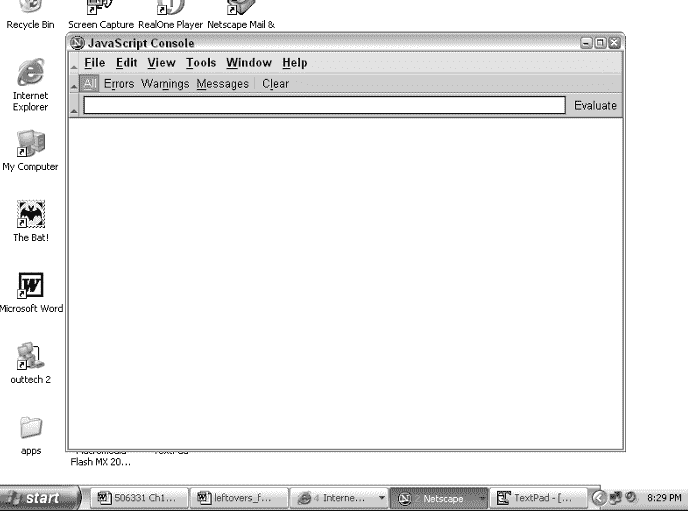 Recycle Bin
Screen Capture
RealOne Player
Netscape Mail &
JavaScript Console
File Edit View Tools Window Help
All Errors Warnings Messages Clear
Evaluate
Internet
Explorer
My Computer
The Bat!
Microsoft Word
outtech 2
apps
Flash MX 20...
start
506331 Ch1...
leftovers_f...
4 Interne...
Netscape
TextPad - [...
8:29 PM